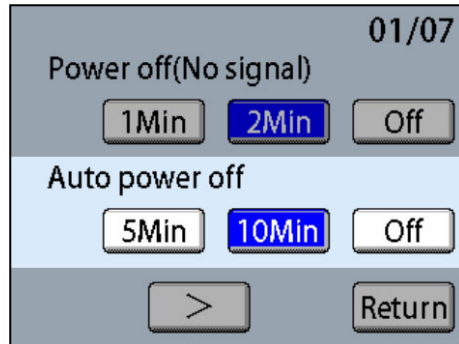 01/07
Power off(No signal)
1Min 2Min Off
Auto power off
5Min 10Min Off
> Return